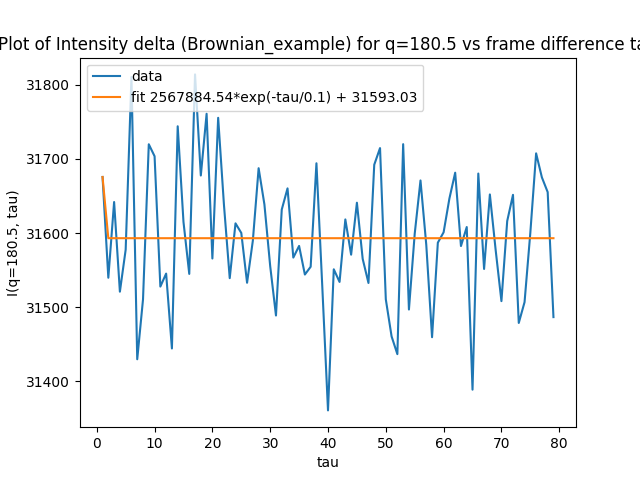 Plot of Intensity delta (Brownian_example) for q=180.5 vs frame difference ta
data
fit 2567884.54*exp(-tau/0.1) + 31593.03
I(q=180.5, tau)
31800
31700
31600
31500
31400
0 10 20 30 40 50 60 70 80
tau